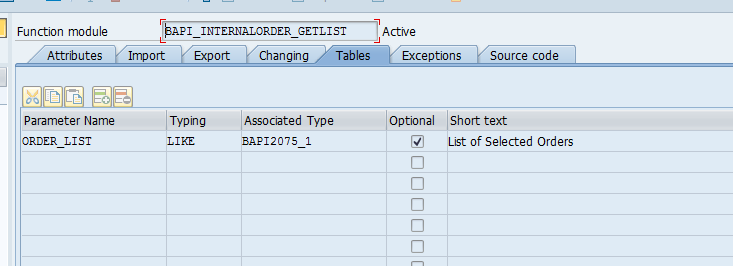 Function module BAPI_INTERNALORDER_GETLIST Active
Attributes Import Export Changing Tables Exceptions Source code
Parameter Name Typing Associated Type Optional Short text
ORDER_LIST LIKE BAPI2075_1 List of Selected Orders